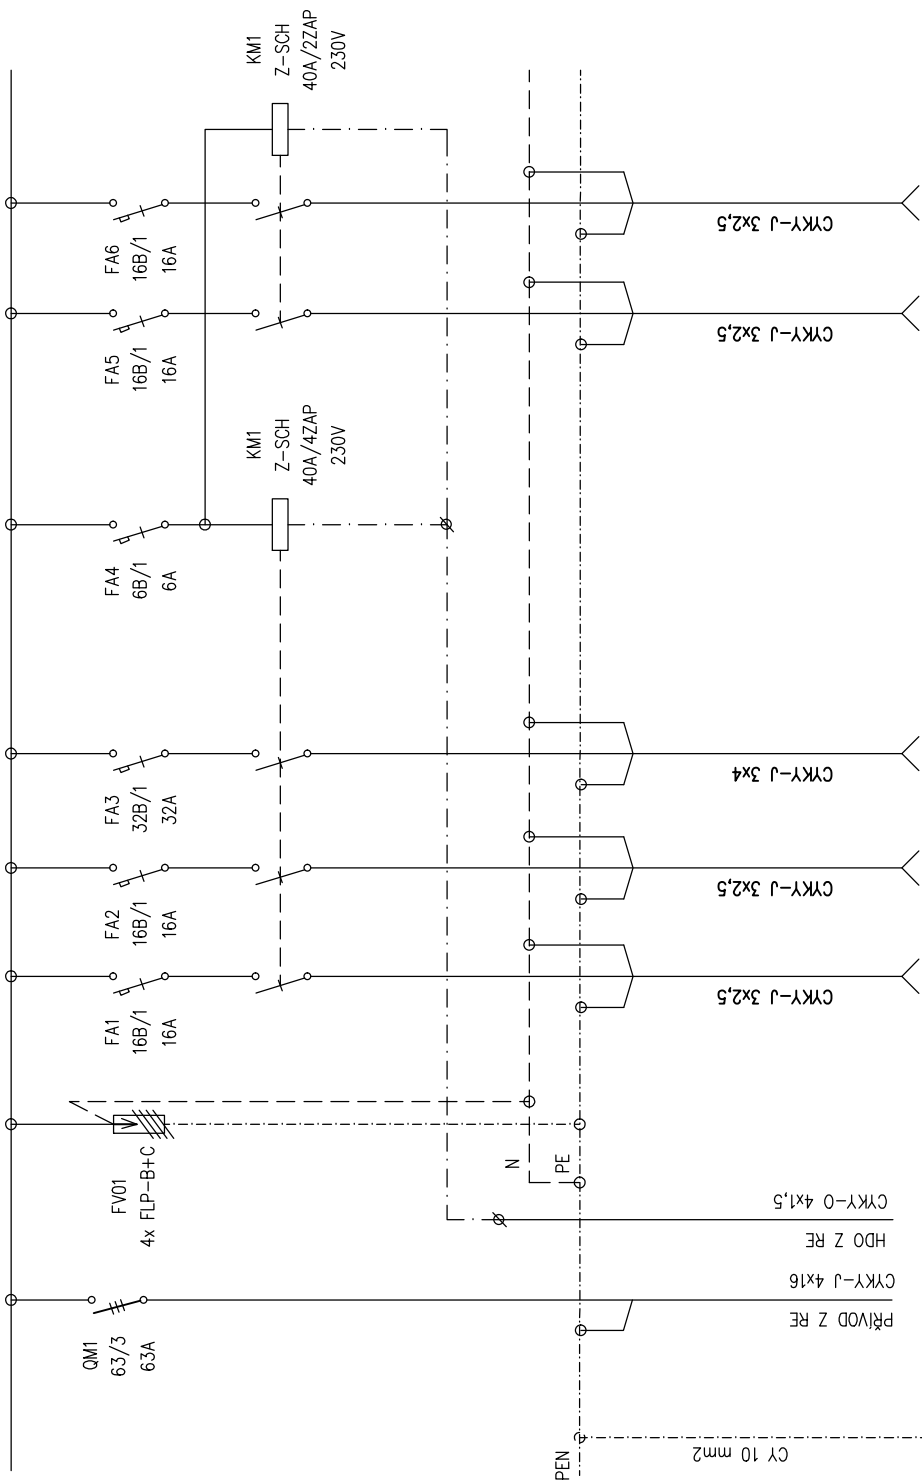 KM1
Z-SCH
40A/2ZAP
230V
FA6
16B/1
16A
CYKY-J 3x2,5
FA5
16B/1
16A
CYKY-J 3x2,5
KM1
Z-SCH
40A/4ZAP
230V
FA4
6B/1
6A
FA3
32B/1
32A
CYKY-J 3x4
FA2
16B/1
16A
CYKY-J 3x2,5
FA1
16B/1
16A
CYKY-J 3x2,5
FV01
4x FLP-B+C
N
PE
CYKY-O 4x1,5
HDO Z RE
CYKY-J 4x16
PŘÍVOD Z RE
QM1
63/3
63A
PEN
CY 10 mm2